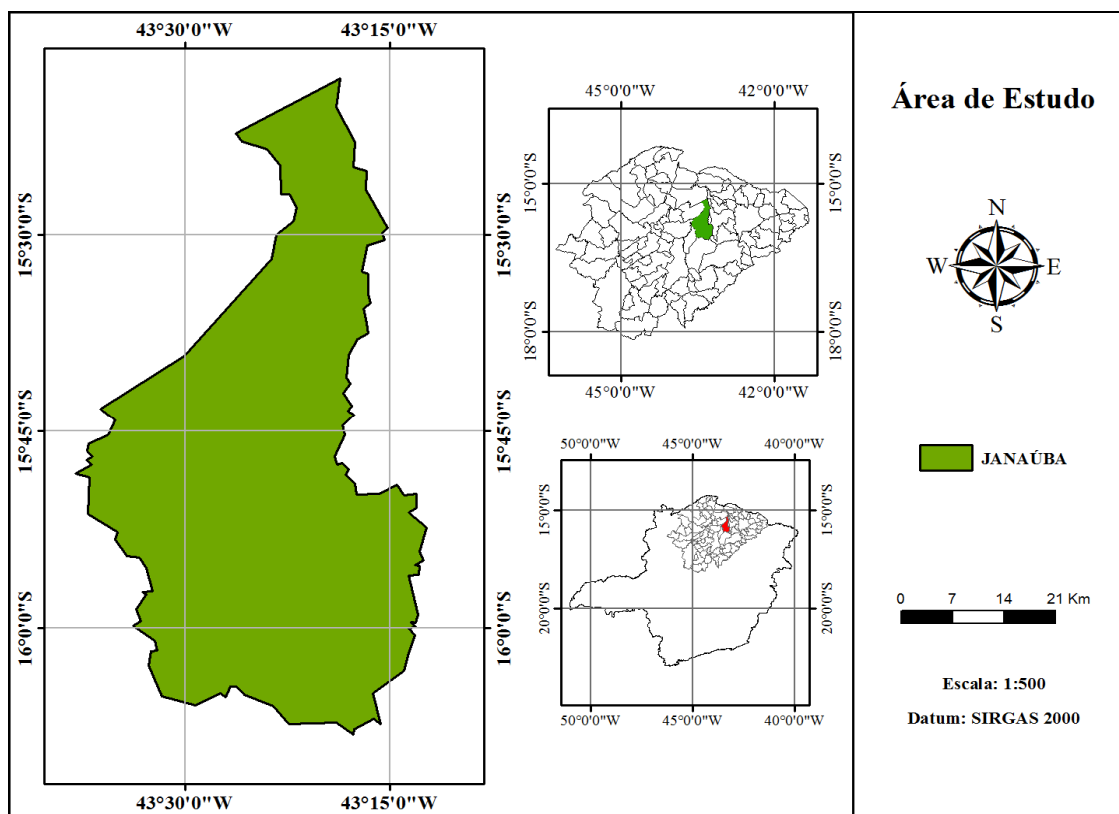 43°30'0"W 43°15'0"W
15°30'0"S 15°30'0"S
15°45'0"S 15°45'0"S
16°0'0"S 16°0'0"S
43°30'0"W 43°15'0"W
45°0'0"W 42°0'0"W
15°0'0"S 15°0'0"S
18°0'0"S 18°0'0"S
45°0'0"W 42°0'0"W
50°0'0"W 45°0'0"W 40°0'0"W
15°0'0"S 15°0'0"S
20°0'0"S 20°0'0"S
50°0'0"W 45°0'0"W 40°0'0"W
Área de Estudo
N
W E
S
JANAÚBA
0 7 14 21 Km
Escala: 1:500
Datum: SIRGAS 2000